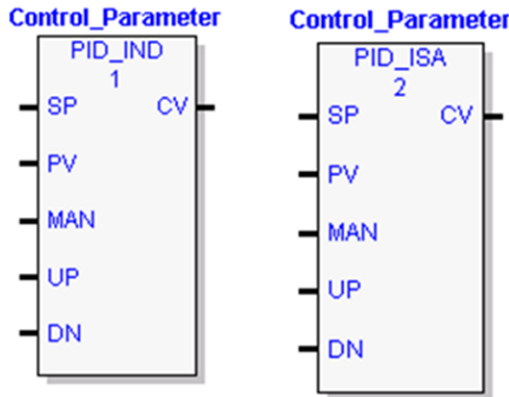 Control_Parameter
PID_IND
1
SP CV
PV
MAN
UP
DN
Control_Parameter
PID_ISA
2
SP CV
PV
MAN
UP
DN